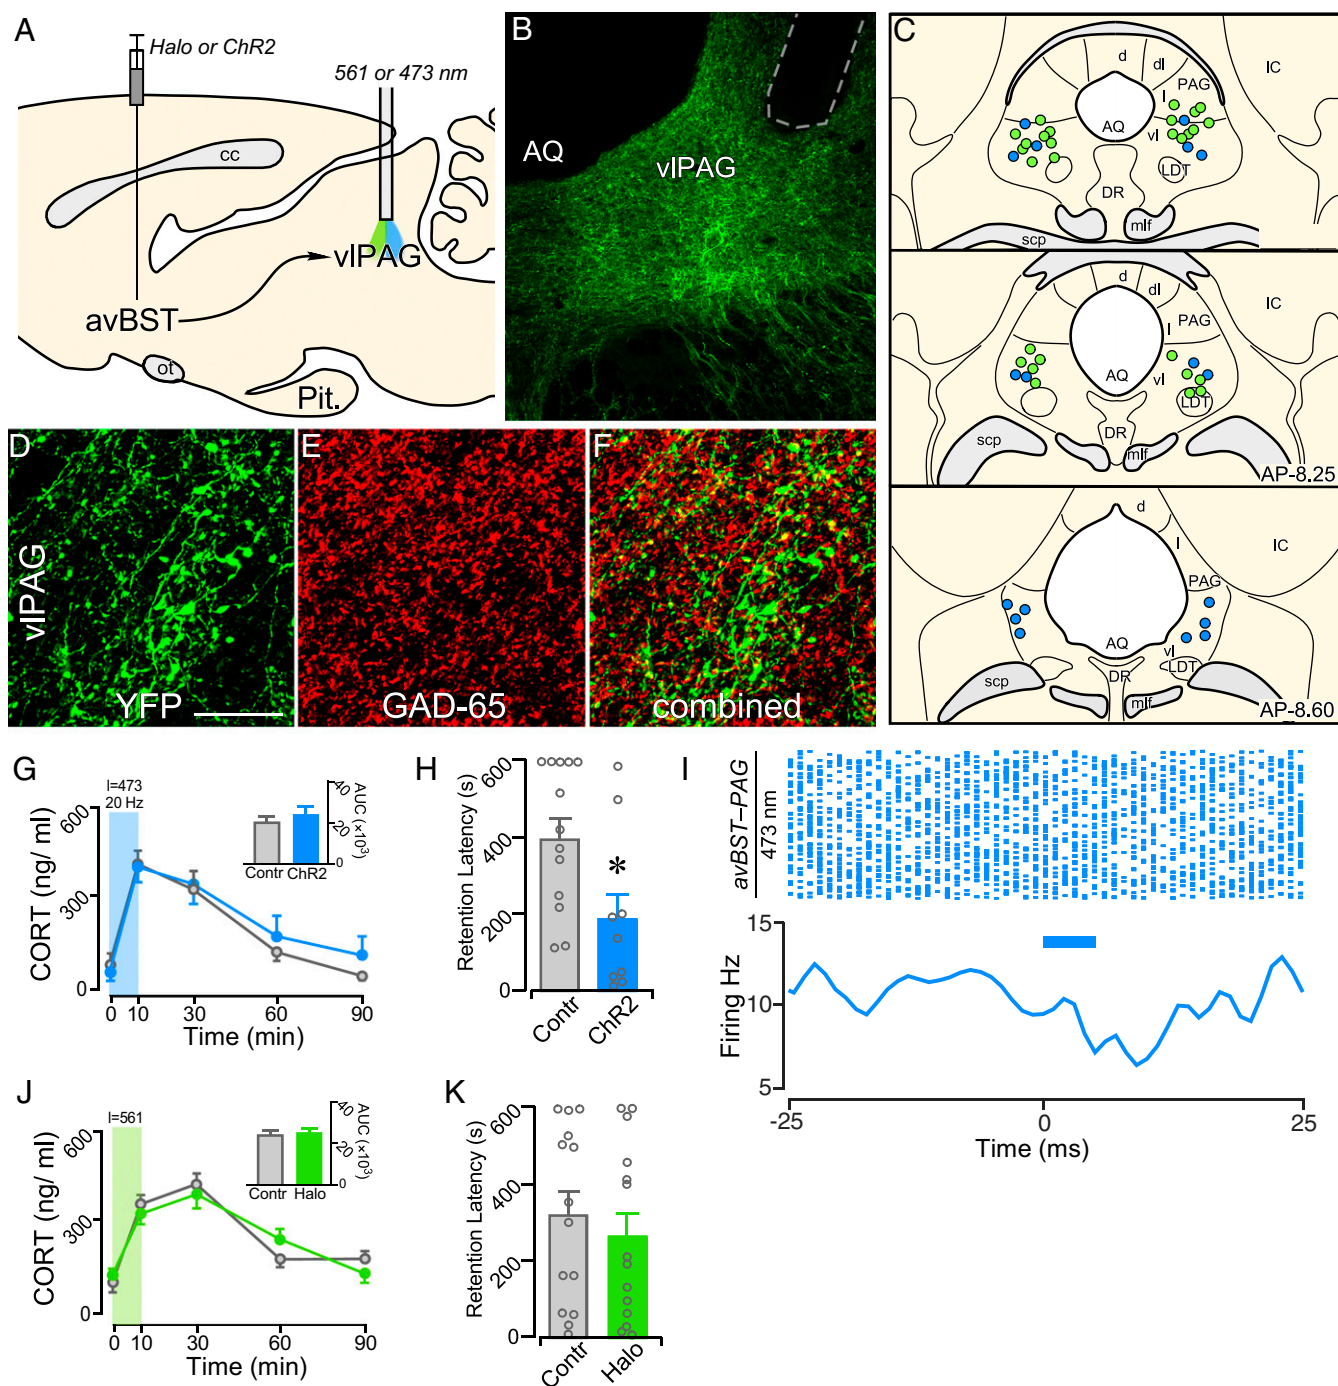 A
Halo or ChR2
561 or 473 nm
cc
vlPAG
avBST
ot
Pit.
B
AQ
vlPAG
C
d
dl
PAG
l
IC
AQ
vl
LDT
DR
mlf
scp
d
dl
PAG
l
IC
AQ
vl
LDT
DR
scp
mlf
AP-8.25
d
l
IC
PAG
AQ
vl
LDT
DR
scp
mlf
AP-8.60
D
vlPAG
YFP
E
GAD-65
F
combined
G
l=473
20 Hz
CORT (ng/ ml)
600
300
0
0 10 30 60 90
Time (min)
AUC (×10³)
40
20
0
Contr ChR2
H
Retention Latency (s)
600
400
200
0
*
Contr
ChR2
I
avBST–PAG
473 nm
Firing Hz
15
10
5
-25 0 25
Time (ms)
J
l=561
CORT (ng/ ml)
600
300
0
0 10 30 60 90
Time (min)
AUC (×10³)
40
20
0
Contr Halo
K
Retention Latency (s)
600
400
200
0
Contr
Halo